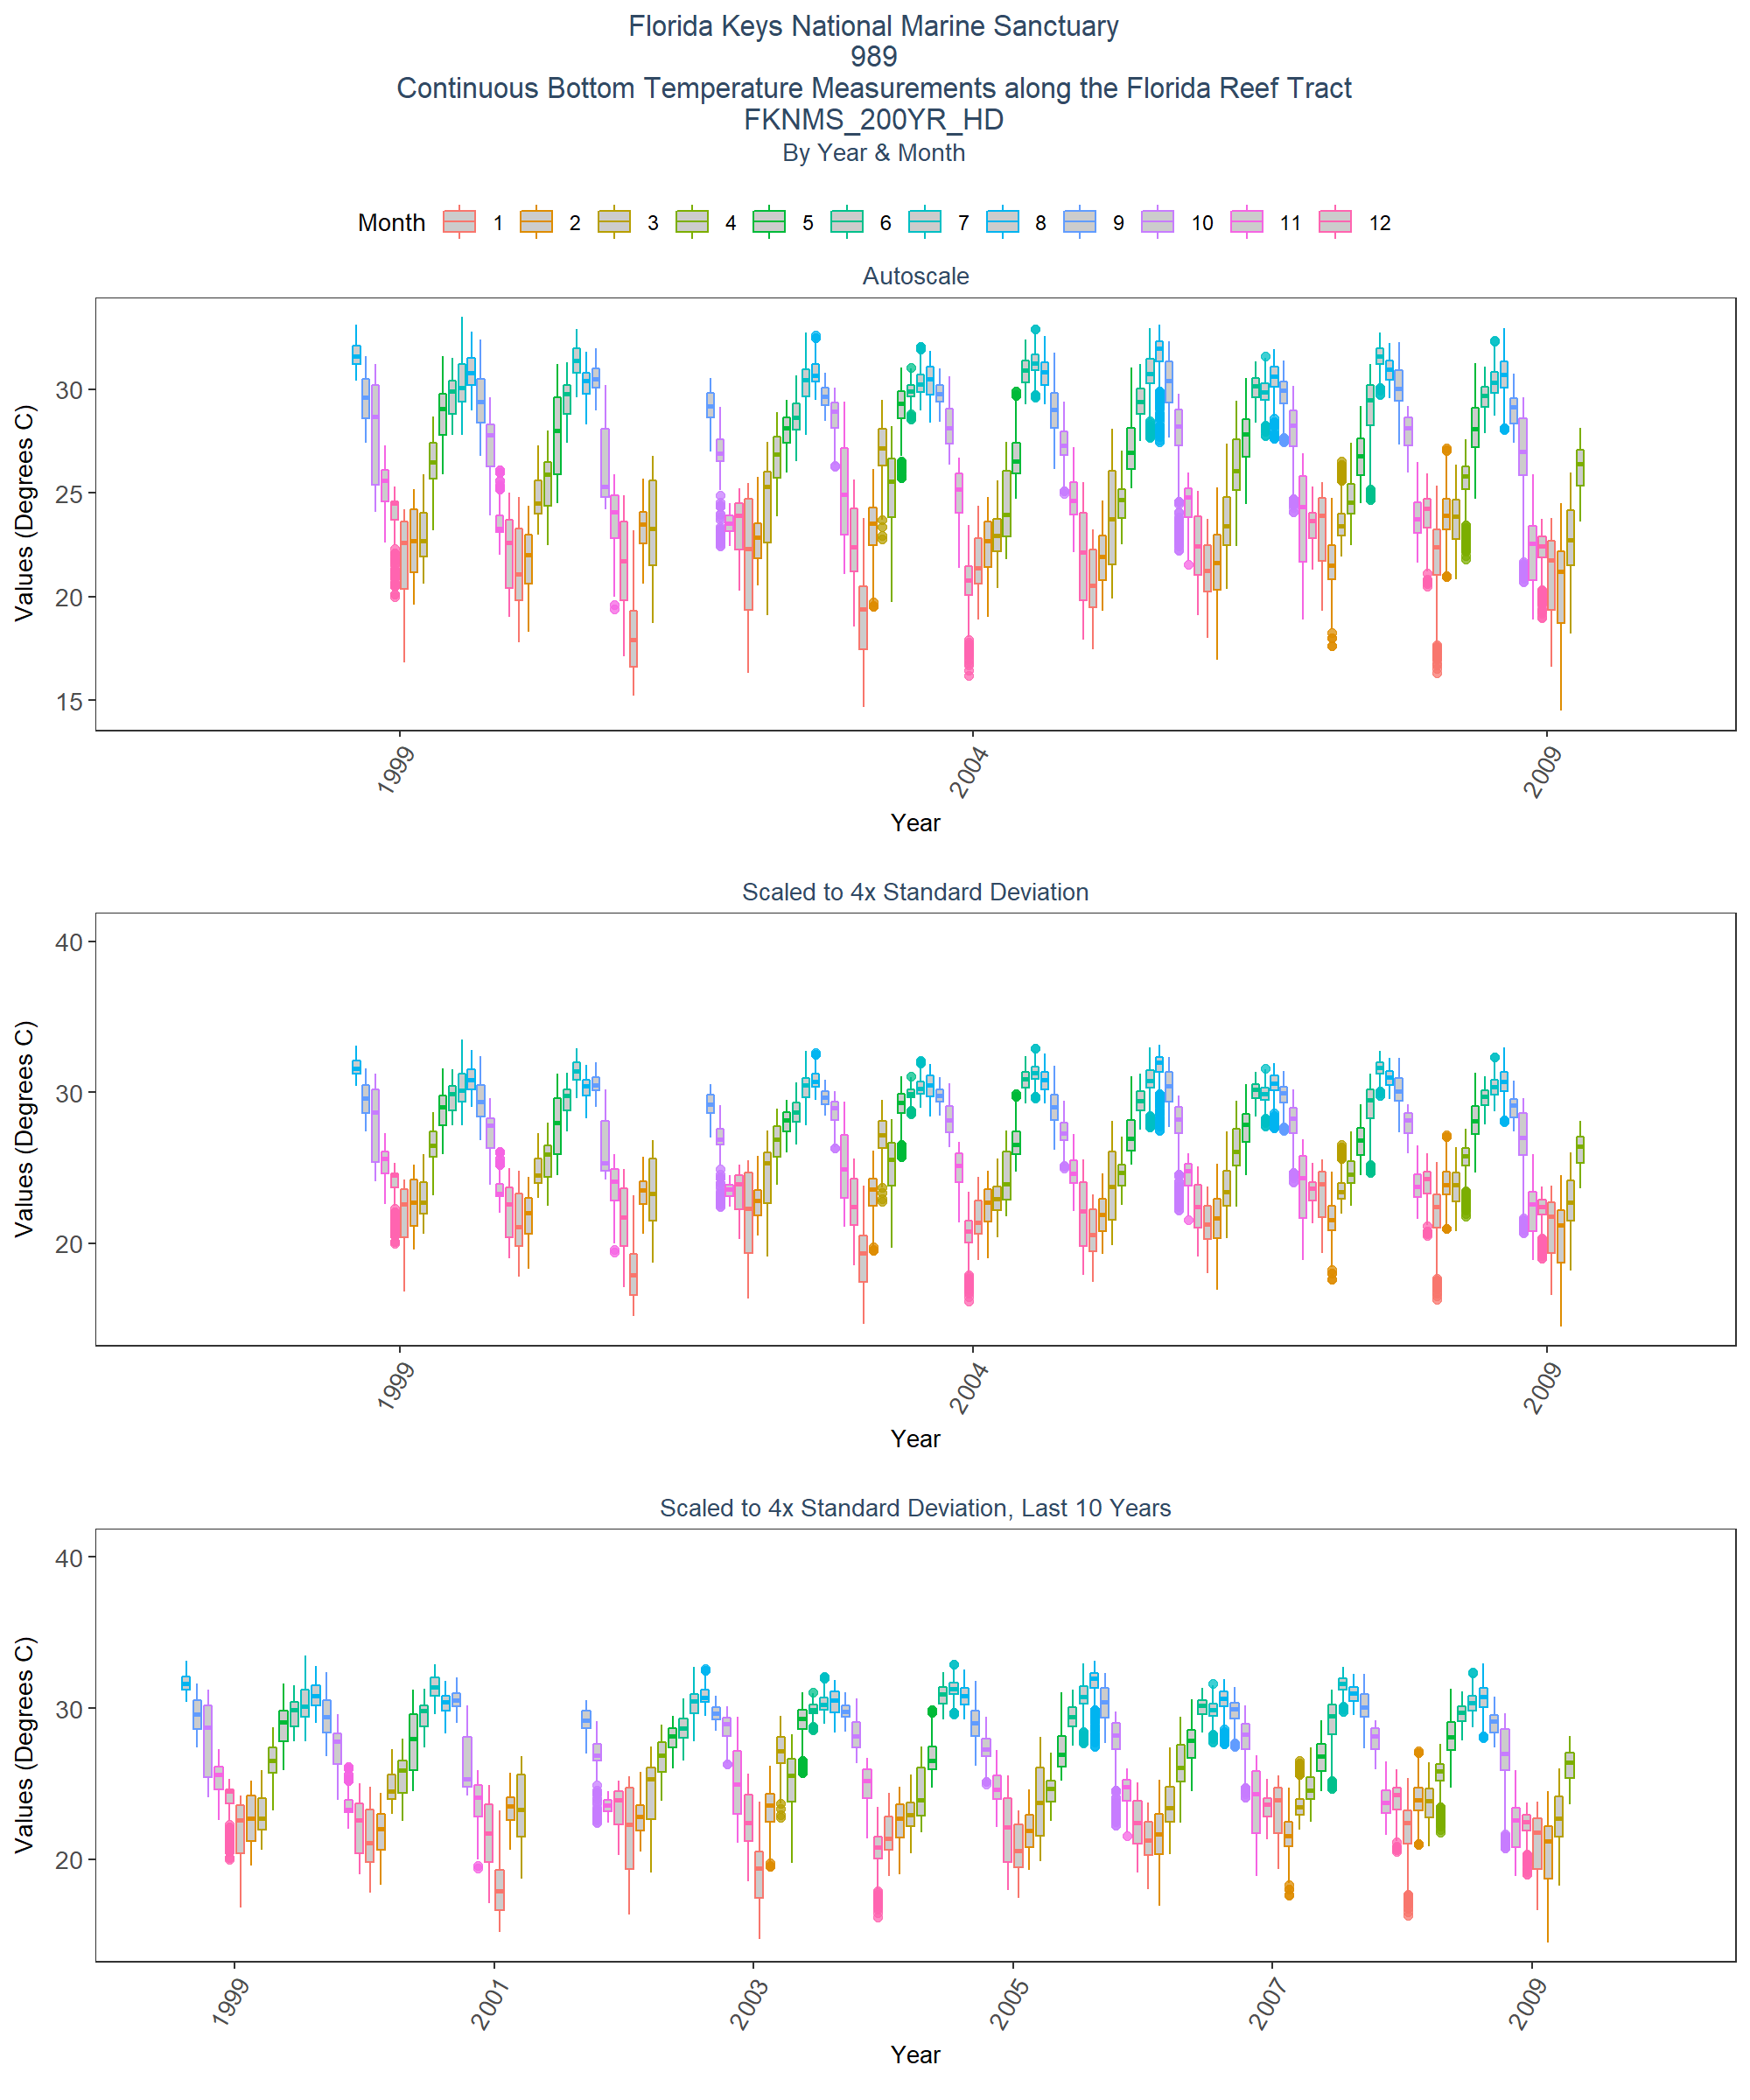 Florida Keys National Marine Sanctuary
989
Continuous Bottom Temperature Measurements along the Florida Reef Tract
FKNMS_200YR_HD
By Year & Month
Month 1 2 3 4 5 6 7 8 9 10 11 12
Autoscale
Values (Degrees C)
30
25
20
15
1999 2004 2009
Year
Scaled to 4x Standard Deviation
Values (Degrees C)
40
30
20
1999 2004 2009
Year
Scaled to 4x Standard Deviation, Last 10 Years
Values (Degrees C)
40
30
20
1999 2001 2003 2005 2007 2009
Year